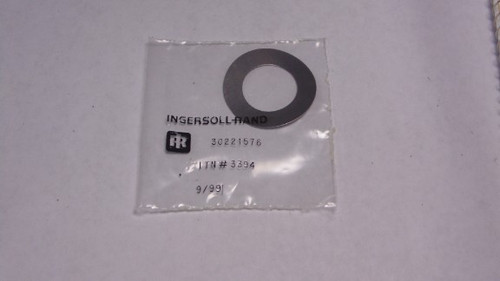 INGERSOLL-RAND
IR 30221576
ITN# 3394
9/99